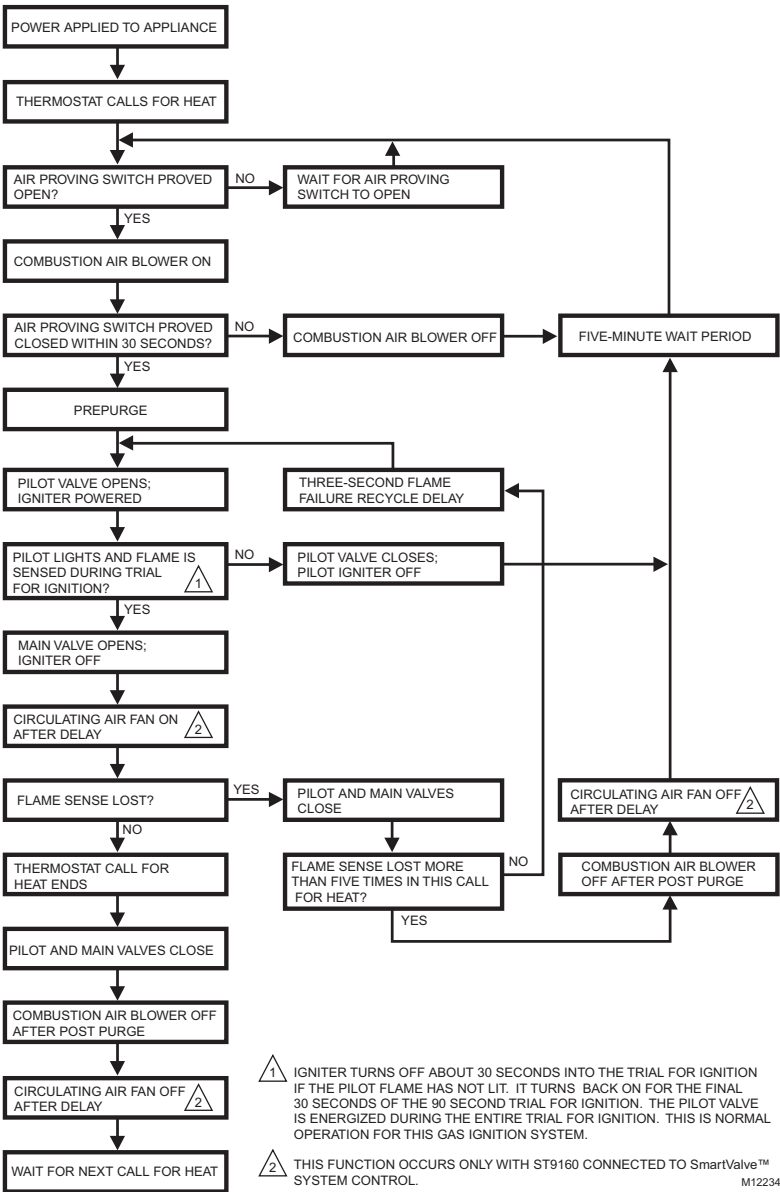 POWER APPLIED TO APPLIANCE
THERMOSTAT CALLS FOR HEAT
AIR PROVING SWITCH PROVED
OPEN?
NO
WAIT FOR AIR PROVING
SWITCH TO OPEN
YES
COMBUSTION AIR BLOWER ON
AIR PROVING SWITCH PROVED
CLOSED WITHIN 30 SECONDS?
NO
COMBUSTION AIR BLOWER OFF
FIVE-MINUTE WAIT PERIOD
YES
PREPURGE
PILOT VALVE OPENS;
IGNITER POWERED
THREE-SECOND FLAME
FAILURE RECYCLE DELAY
PILOT LIGHTS AND FLAME IS
SENSED DURING TRIAL
FOR IGNITION?
1
NO
PILOT VALVE CLOSES;
PILOT IGNITER OFF
YES
MAIN VALVE OPENS;
IGNITER OFF
CIRCULATING AIR FAN ON
AFTER DELAY
2
FLAME SENSE LOST?
YES
PILOT AND MAIN VALVES
CLOSE
CIRCULATING AIR FAN OFF
AFTER DELAY
2
NO
THERMOSTAT CALL FOR
HEAT ENDS
FLAME SENSE LOST MORE
THAN FIVE TIMES IN THIS CALL
FOR HEAT?
NO
COMBUSTION AIR BLOWER
OFF AFTER POST PURGE
YES
PILOT AND MAIN VALVES CLOSE
COMBUSTION AIR BLOWER OFF
AFTER POST PURGE
CIRCULATING AIR FAN OFF
AFTER DELAY
2
WAIT FOR NEXT CALL FOR HEAT
1 IGNITER TURNS OFF ABOUT 30 SECONDS INTO THE TRIAL FOR IGNITION
IF THE PILOT FLAME HAS NOT LIT. IT TURNS BACK ON FOR THE FINAL
30 SECONDS OF THE 90 SECOND TRIAL FOR IGNITION. THE PILOT VALVE
IS ENERGIZED DURING THE ENTIRE TRIAL FOR IGNITION. THIS IS NORMAL
OPERATION FOR THIS GAS IGNITION SYSTEM.
2 THIS FUNCTION OCCURS ONLY WITH ST9160 CONNECTED TO SmartValve™
SYSTEM CONTROL.
M12234